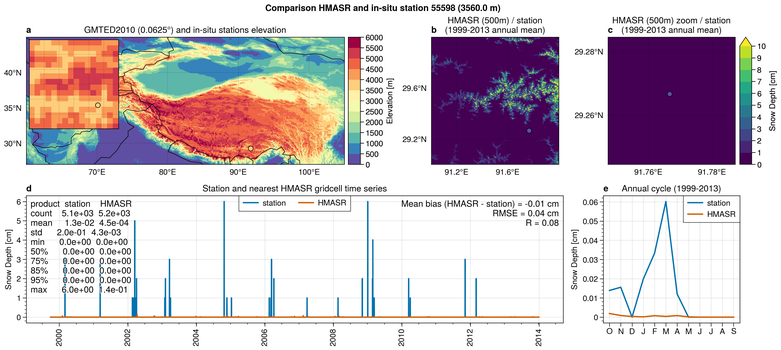 Comparison HMASR and in-situ station 55598 (3560.0 m)
a GMTED2010 (0.0625°) and in-situ stations elevation
40°N
35°N
30°N
70°E 80°E 90°E 100°E
6000
5500
5000
4500
4000
3500
3000
2500
2000
1500
1000
500
0
Elevation [m]
b HMASR (500m) / station
(1999-2013 annual mean)
29.6°N
29.4°N
29.2°N
91.2°E 91.6°E
c HMASR (500m) zoom / station
(1999-2013 annual mean)
29.28°N
29.26°N
91.76°E 91.78°E
10
9
8
7
6
5
4
3
2
1
0
Snow Depth [cm]
d Station and nearest HMASR gridcell time series
product station HMASR
count 5.1e+03 5.2e+03
mean 1.3e-02 4.5e-04
std 2.0e-01 4.3e-03
min 0.0e+00 0.0e+00
50% 0.0e+00 0.0e+00
75% 0.0e+00 0.0e+00
85% 0.0e+00 0.0e+00
95% 0.0e+00 0.0e+00
max 6.0e+00 1.4e-01
station HMASR
Mean bias (HMASR - station) = -0.01 cm
RMSE = 0.04 cm
R = 0.08
Snow Depth [cm]
6
5
4
3
2
1
0
2000 2002 2004 2006 2008 2010 2012 2014
e Annual cycle (1999-2013)
station
HMASR
Snow Depth [cm]
0.06
0.05
0.04
0.03
0.02
0.01
0
O N D J F M A M J J A S